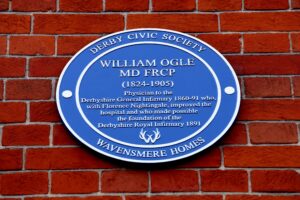 DERBY CIVIC SOCIETY
WILLIAM OGLE
MD FRCP
(1824-1905)
Physician to the
Derbyshire General Infirmary 1860-91 who,
with Florence Nightingale, improved the
hospital and who made possible
the foundation of the
Derbyshire Royal Infirmary 1891
WAVENSMERE HOMES